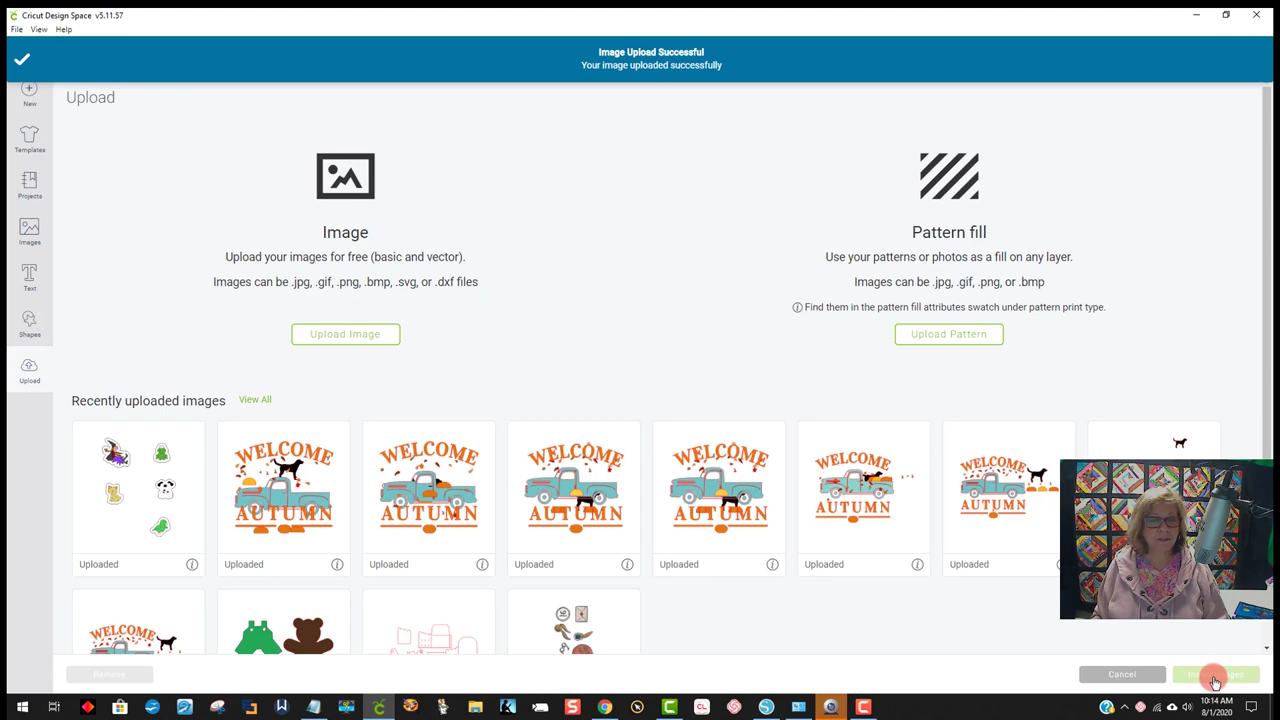 Cricut Design Space v5.11.57
File View Help
Image Upload Successful
Your image uploaded successfully
New
Templates
Projects
Images
Text
Shapes
Upload
Upload
Image
Upload your images for free (basic and vector).
Images can be .jpg, .gif, .png, .bmp, .svg, or .dxf files
Upload Image
Pattern fill
Use your patterns or photos as a fill on any layer.
Images can be .jpg, .gif, .png, or .bmp
Find them in the pattern fill attributes swatch under pattern print type.
Upload Pattern
Recently uploaded images View All
WELCOME WELCOME WELCOME WELCOME WELCOME WELCOME
AUTUMN AUTUMN AUTUMN AUTUMN AUTUMN AUTUMN
Uploaded Uploaded Uploaded Uploaded Uploaded Uploaded Uploaded
WELCOME
Remove Cancel
10:14 AM
8/1/2020